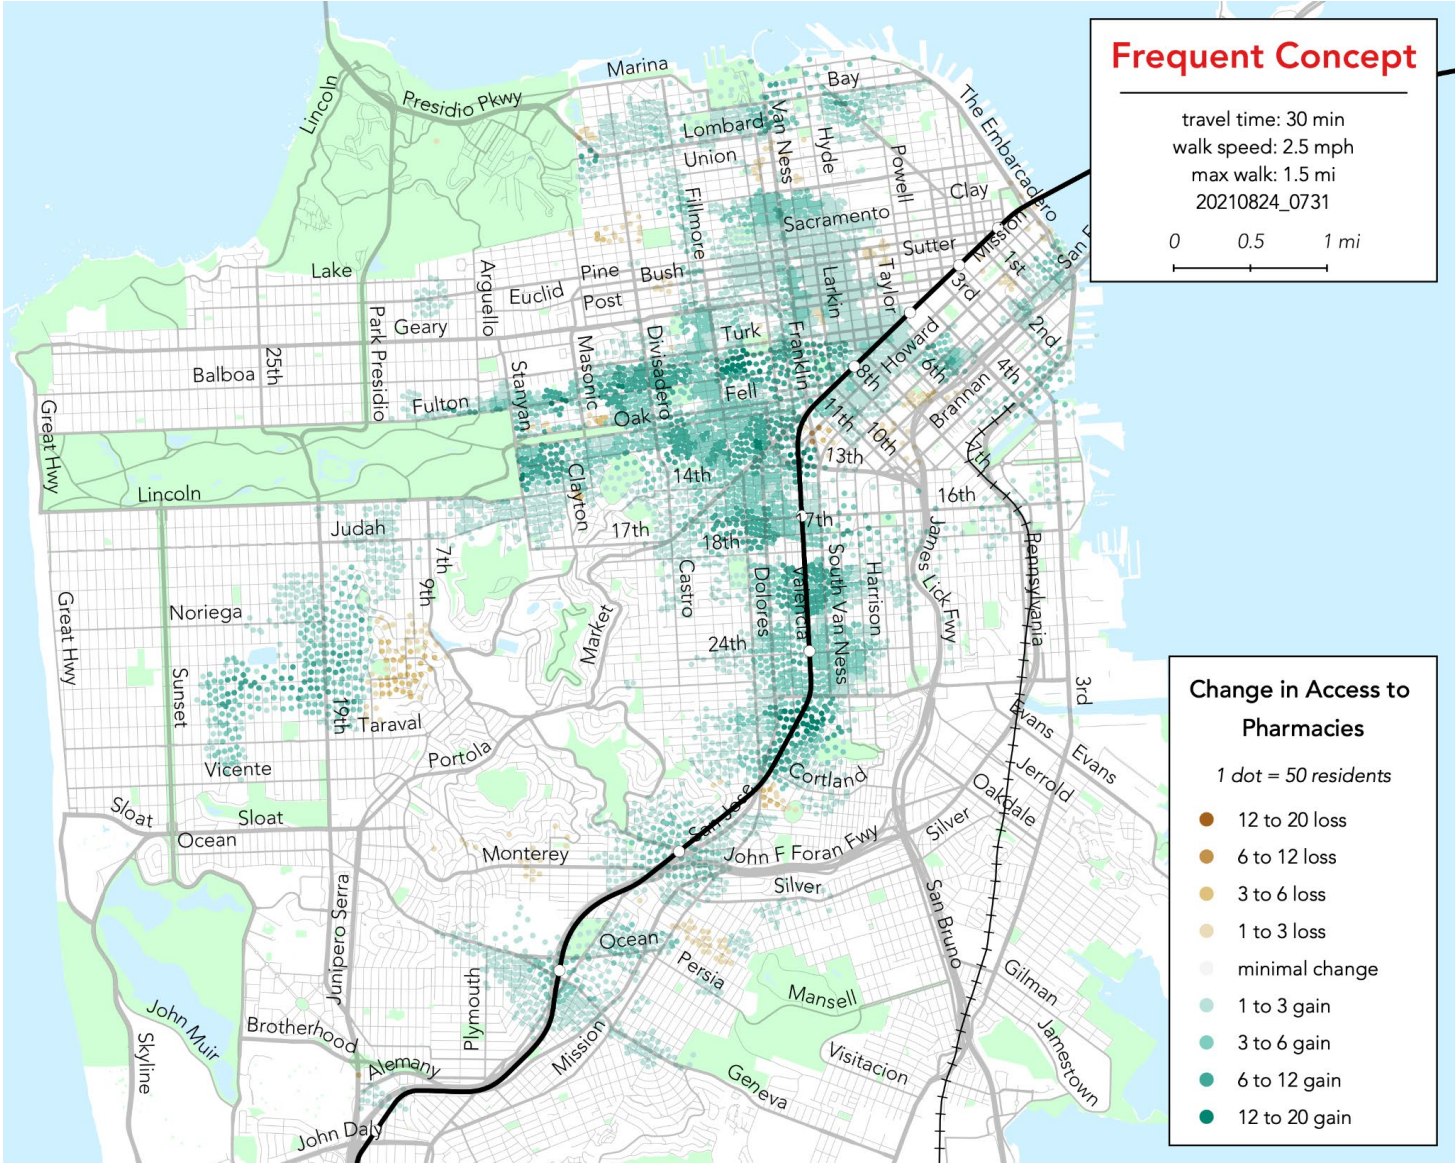 Frequent Concept
travel time: 30 min
walk speed: 2.5 mph
max walk: 1.5 mi
20210824_0731
0 0.5 1 mi
Marina
Bay
Lincoln
Presidio Pkwy
Van Ness
The Embarcadero
Lombard
Hyde
Union
Powell
Fillmore
Clay
Sacramento
Mission
Sutter
1st
San F
Lake
Arguello
Pine
Bush
Larkin
Taylor
3rd
Euclid
Post
Park Presidio
Geary
Divisadero
Turk
Franklin
Howard
2nd
25th
Balboa
Stanyan
Masonic
8th
6th
4th
Fulton
Fell
Brannan
Great Hwy
Oak
11th
10th
13th
7th
Lincoln
Clayton
14th
16th
Judah
17th
17th
18th
7th
9th
Castro
Dolores
Valencia
South Van Ness
Harrison
James Lick Fwy
Pennsylvania
Great Hwy
Noriega
Market
24th
Sunset
19th
Taraval
3rd
Portola
Evans
Vicente
Cortland
Evans
Jerrold
Oakdale
Sloat
Sloat
San Jose
Silver
Ocean
Monterey
John F Foran Fwy
Silver
Junipero Serra
San Bruno
Ocean
Persia
Plymouth
Gilman
Mansell
John Muir
Brotherhood
Skyline
Mission
Jamestown
Alemany
Visitacion
Geneva
John Daly
Change in Access to
Pharmacies
1 dot = 50 residents
12 to 20 loss
6 to 12 loss
3 to 6 loss
1 to 3 loss
minimal change
1 to 3 gain
3 to 6 gain
6 to 12 gain
12 to 20 gain